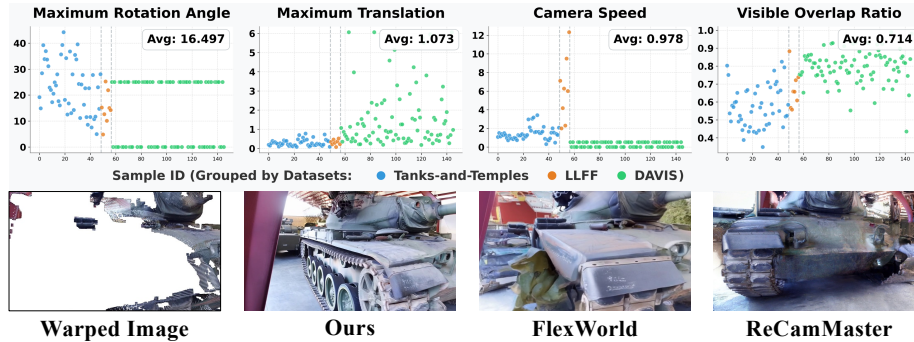 Maximum Rotation Angle
Maximum Translation
Camera Speed
Visible Overlap Ratio
Avg: 16.497
Avg: 1.073
Avg: 0.978
Avg: 0.714
40
30
20
10
0
0 20 40 60 80 100 120 140
6
5
4
3
2
1
0
0 20 40 60 80 100 120 140
12
10
8
6
4
2
0
0 20 40 60 80 100 120 140
1.0
0.9
0.8
0.7
0.6
0.5
0.4
0 20 40 60 80 100 120 140
Sample ID (Grouped by Datasets: Tanks-and-Temples LLFF DAVIS)
Warped Image
Ours
FlexWorld
ReCamMaster